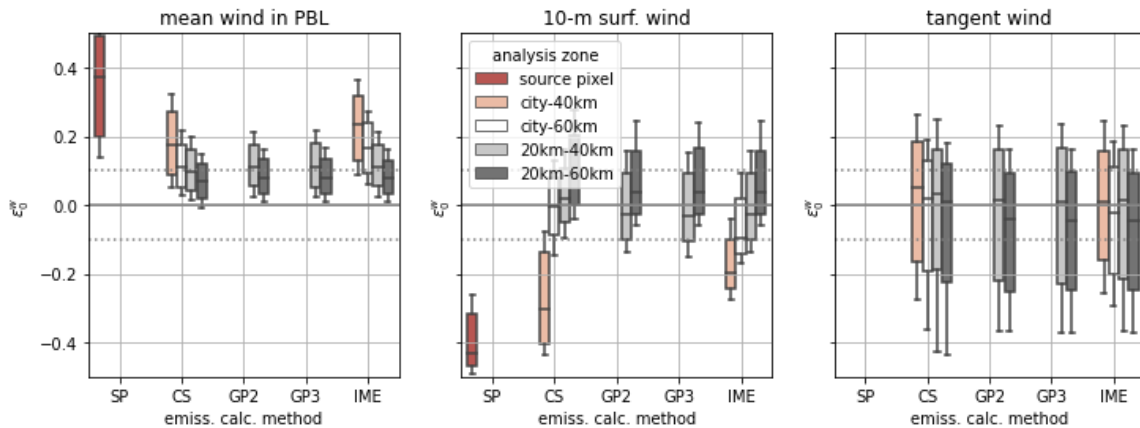 mean wind in PBL
10-m surf. wind
tangent wind
analysis zone
source pixel
city-40km
city-60km
20km-40km
20km-60km
0.4
0.2
0.0
−0.2
−0.4
ε₀ʷ
ε₀ʷ
ε₀ʷ
SP CS GP2 GP3 IME
SP CS GP2 GP3 IME
SP CS GP2 GP3 IME
emiss. calc. method
emiss. calc. method
emiss. calc. method